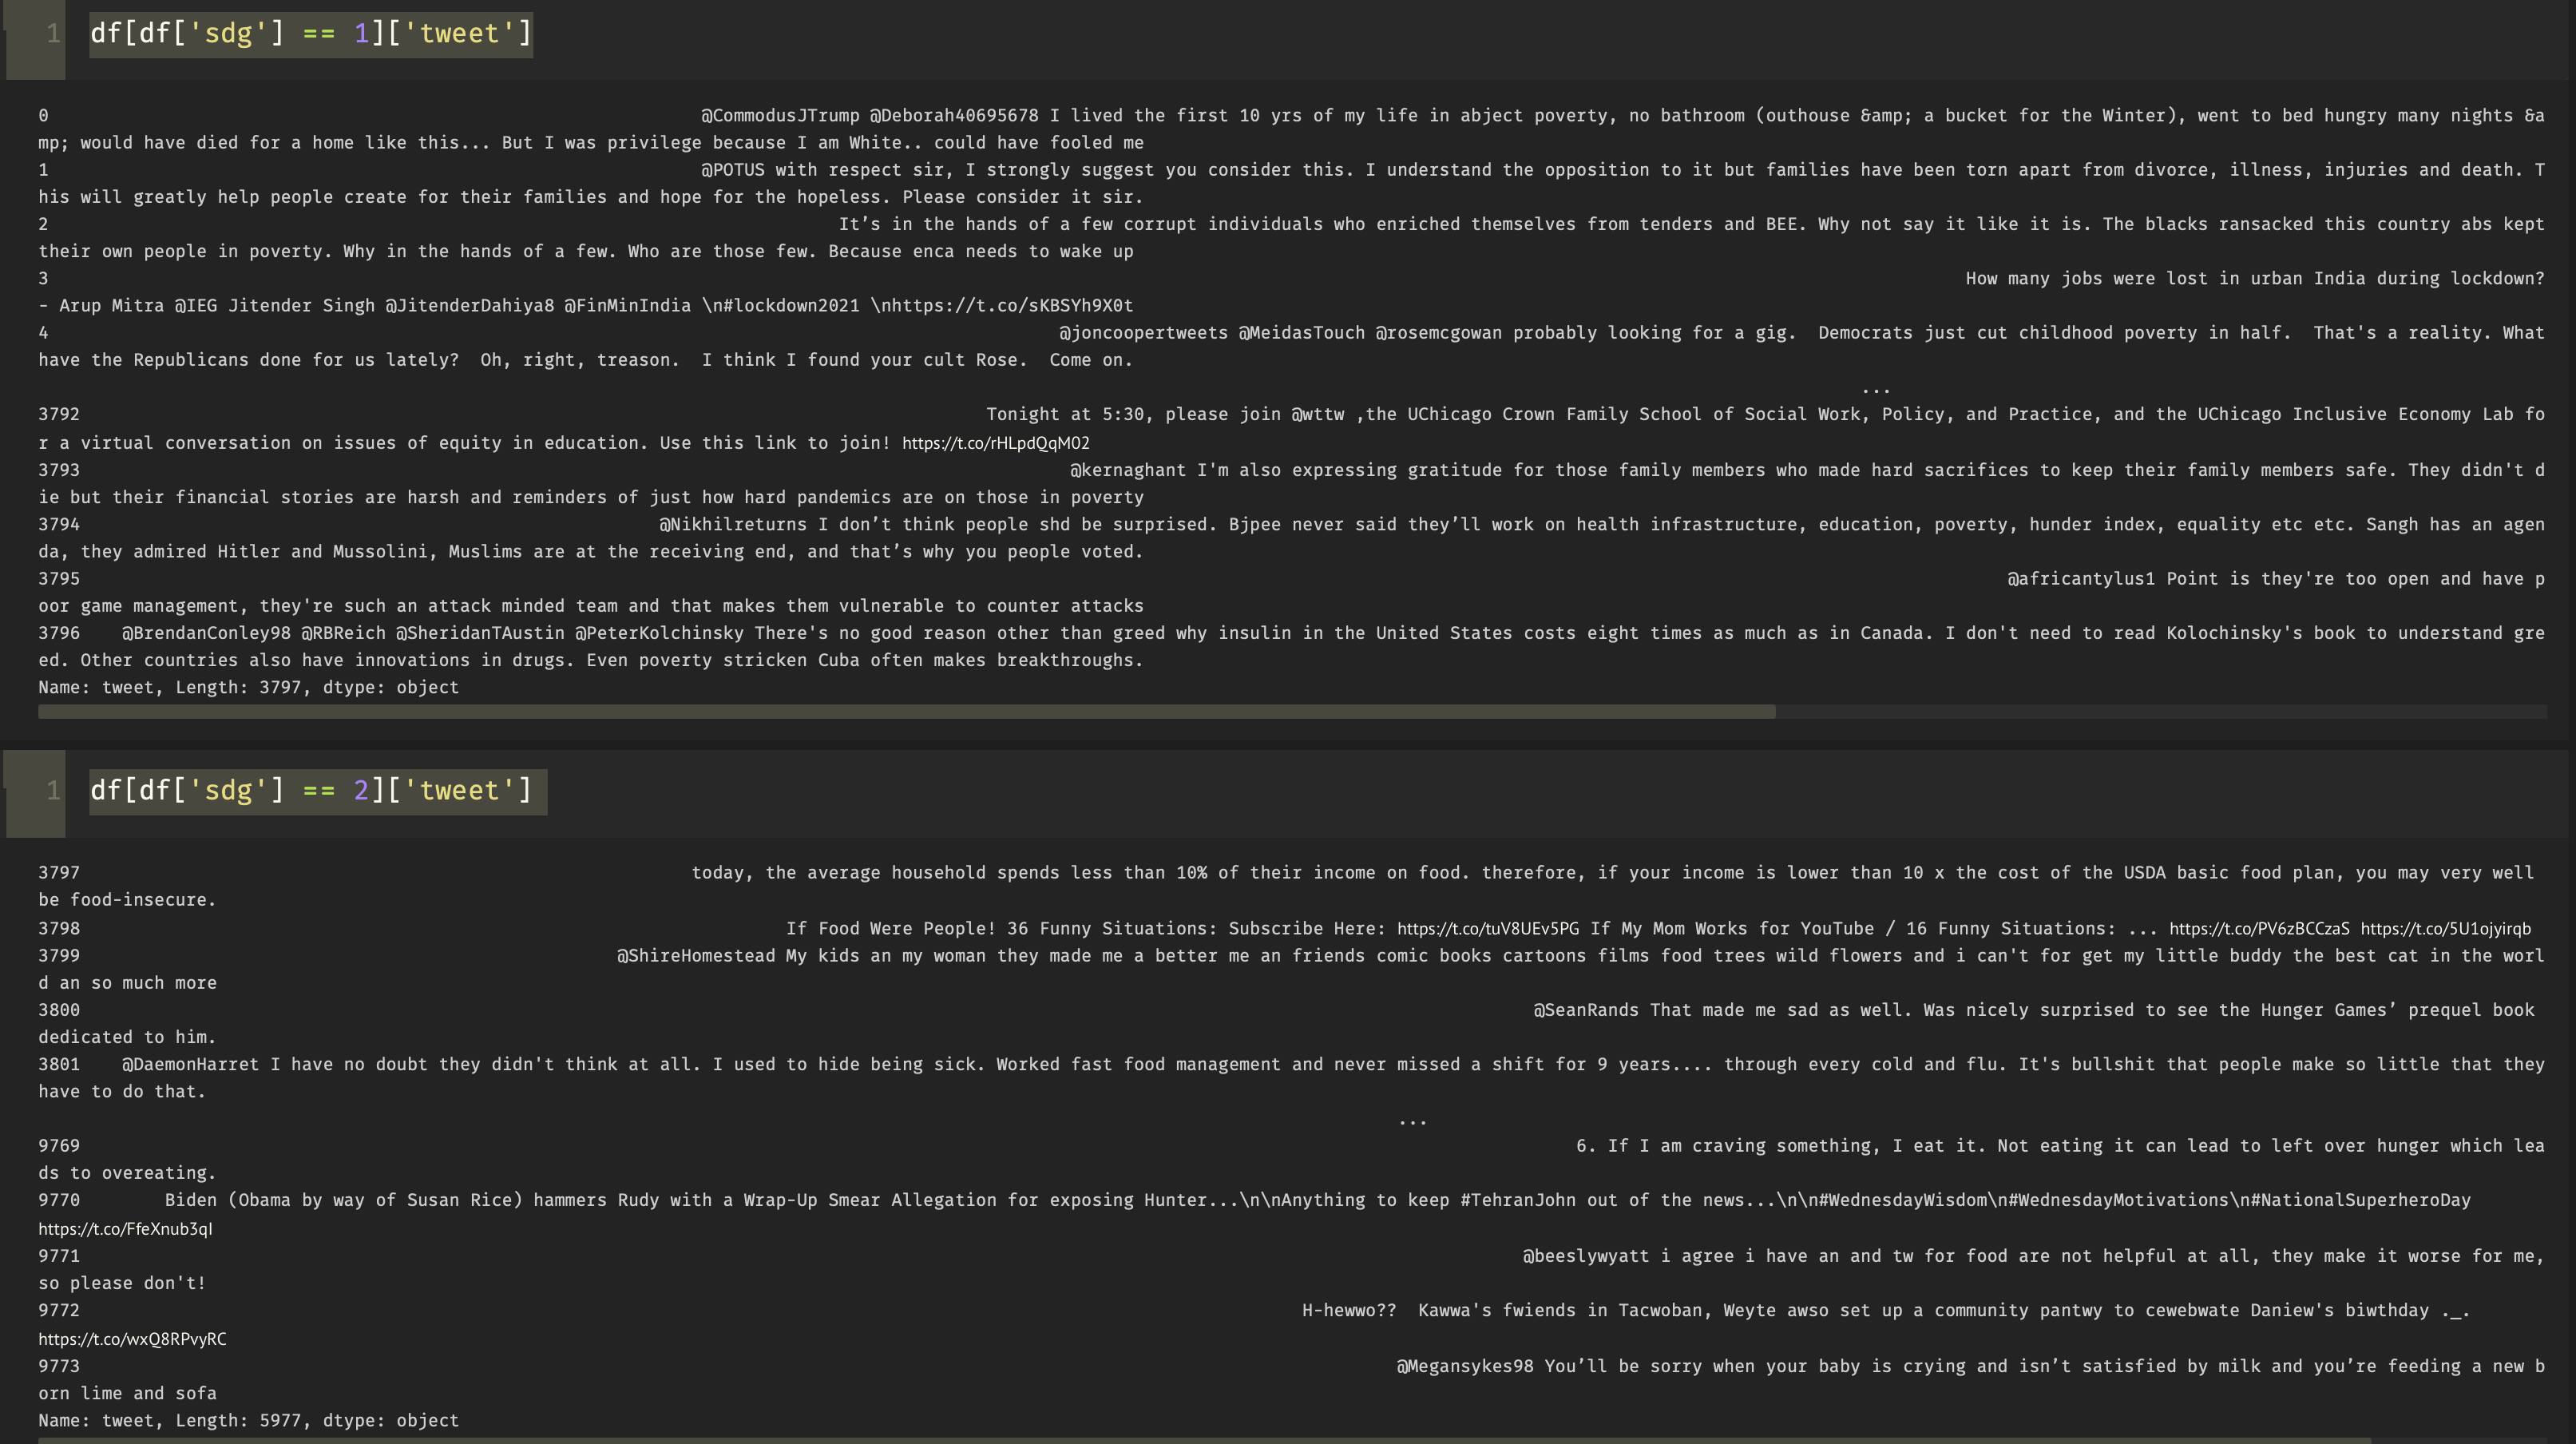 1 df[df['sdg'] == 1]['tweet']
0 @CommodusJTrump @Deborah40695678 I lived the first 10 yrs of my life in abject poverty, no bathroom (outhouse &amp; a bucket for the Winter), went to bed hungry many nights &a
mp; would have died for a home like this... But I was privilege because I am White.. could have fooled me
1 @POTUS with respect sir, I strongly suggest you consider this. I understand the opposition to it but families have been torn apart from divorce, illness, injuries and death. T
his will greatly help people create for their families and hope for the hopeless. Please consider it sir.
2 It’s in the hands of a few corrupt individuals who enriched themselves from tenders and BEE. Why not say it like it is. The blacks ransacked this country abs kept
their own people in poverty. Why in the hands of a few. Who are those few. Because enca needs to wake up
3 How many jobs were lost in urban India during lockdown?
- Arup Mitra @IEG Jitender Singh @JitenderDahiya8 @FinMinIndia \n#lockdown2021 \nhttps://t.co/sKBSYh9X0t
4 @joncoopertweets @MeidasTouch @rosemcgowan probably looking for a gig.  Democrats just cut childhood poverty in half.  That's a reality. What
have the Republicans done for us lately?  Oh, right, treason.  I think I found your cult Rose.  Come on.
...
3792 Tonight at 5:30, please join @wttw ,the UChicago Crown Family School of Social Work, Policy, and Practice, and the UChicago Inclusive Economy Lab fo
r a virtual conversation on issues of equity in education. Use this link to join! https://t.co/rHLpdQqM02
3793 @kernaghant I'm also expressing gratitude for those family members who made hard sacrifices to keep their family members safe. They didn't d
ie but their financial stories are harsh and reminders of just how hard pandemics are on those in poverty
3794 @Nikhilreturns I don’t think people shd be surprised. Bjpee never said they’ll work on health infrastructure, education, poverty, hunder index, equality etc etc. Sangh has an agen
da, they admired Hitler and Mussolini, Muslims are at the receiving end, and that’s why you people voted.
3795 @africantylus1 Point is they're too open and have p
oor game management, they're such an attack minded team and that makes them vulnerable to counter attacks
3796 @BrendanConley98 @RBReich @SheridanTAustin @PeterKolchinsky There's no good reason other than greed why insulin in the United States costs eight times as much as in Canada. I don't need to read Kolochinsky's book to understand gre
ed. Other countries also have innovations in drugs. Even poverty stricken Cuba often makes breakthroughs.
Name: tweet, Length: 3797, dtype: object
1 df[df['sdg'] == 2]['tweet']
3797 today, the average household spends less than 10% of their income on food. therefore, if your income is lower than 10 x the cost of the USDA basic food plan, you may very well
be food-insecure.
3798 If Food Were People! 36 Funny Situations: Subscribe Here: https://t.co/tuV8UEv5PG If My Mom Works for YouTube / 16 Funny Situations: ... https://t.co/PV6zBCCzaS https://t.co/5U1ojyirqb
3799 @ShireHomestead My kids an my woman they made me a better me an friends comic books cartoons films food trees wild flowers and i can't for get my little buddy the best cat in the worl
d an so much more
3800 @SeanRands That made me sad as well. Was nicely surprised to see the Hunger Games’ prequel book
dedicated to him.
3801 @DaemonHarret I have no doubt they didn't think at all. I used to hide being sick. Worked fast food management and never missed a shift for 9 years.... through every cold and flu. It's bullshit that people make so little that they
have to do that.
...
9769 6. If I am craving something, I eat it. Not eating it can lead to left over hunger which lea
ds to overeating.
9770 Biden (Obama by way of Susan Rice) hammers Rudy with a Wrap-Up Smear Allegation for exposing Hunter...\n\nAnything to keep #TehranJohn out of the news...\n\n#WednesdayWisdom\n#WednesdayMotivations\n#NationalSuperheroDay
https://t.co/FfeXnub3qI
9771 @beeslywyatt i agree i have an and tw for food are not helpful at all, they make it worse for me,
so please don't!
9772 H-hewwo??  Kawwa's fwiends in Tacwoban, Weyte awso set up a community pantwy to cewebwate Daniew's biwthday ._.
https://t.co/wxQ8RPvyRC
9773 @Megansykes98 You’ll be sorry when your baby is crying and isn’t satisfied by milk and you’re feeding a new b
orn lime and sofa
Name: tweet, Length: 5977, dtype: object